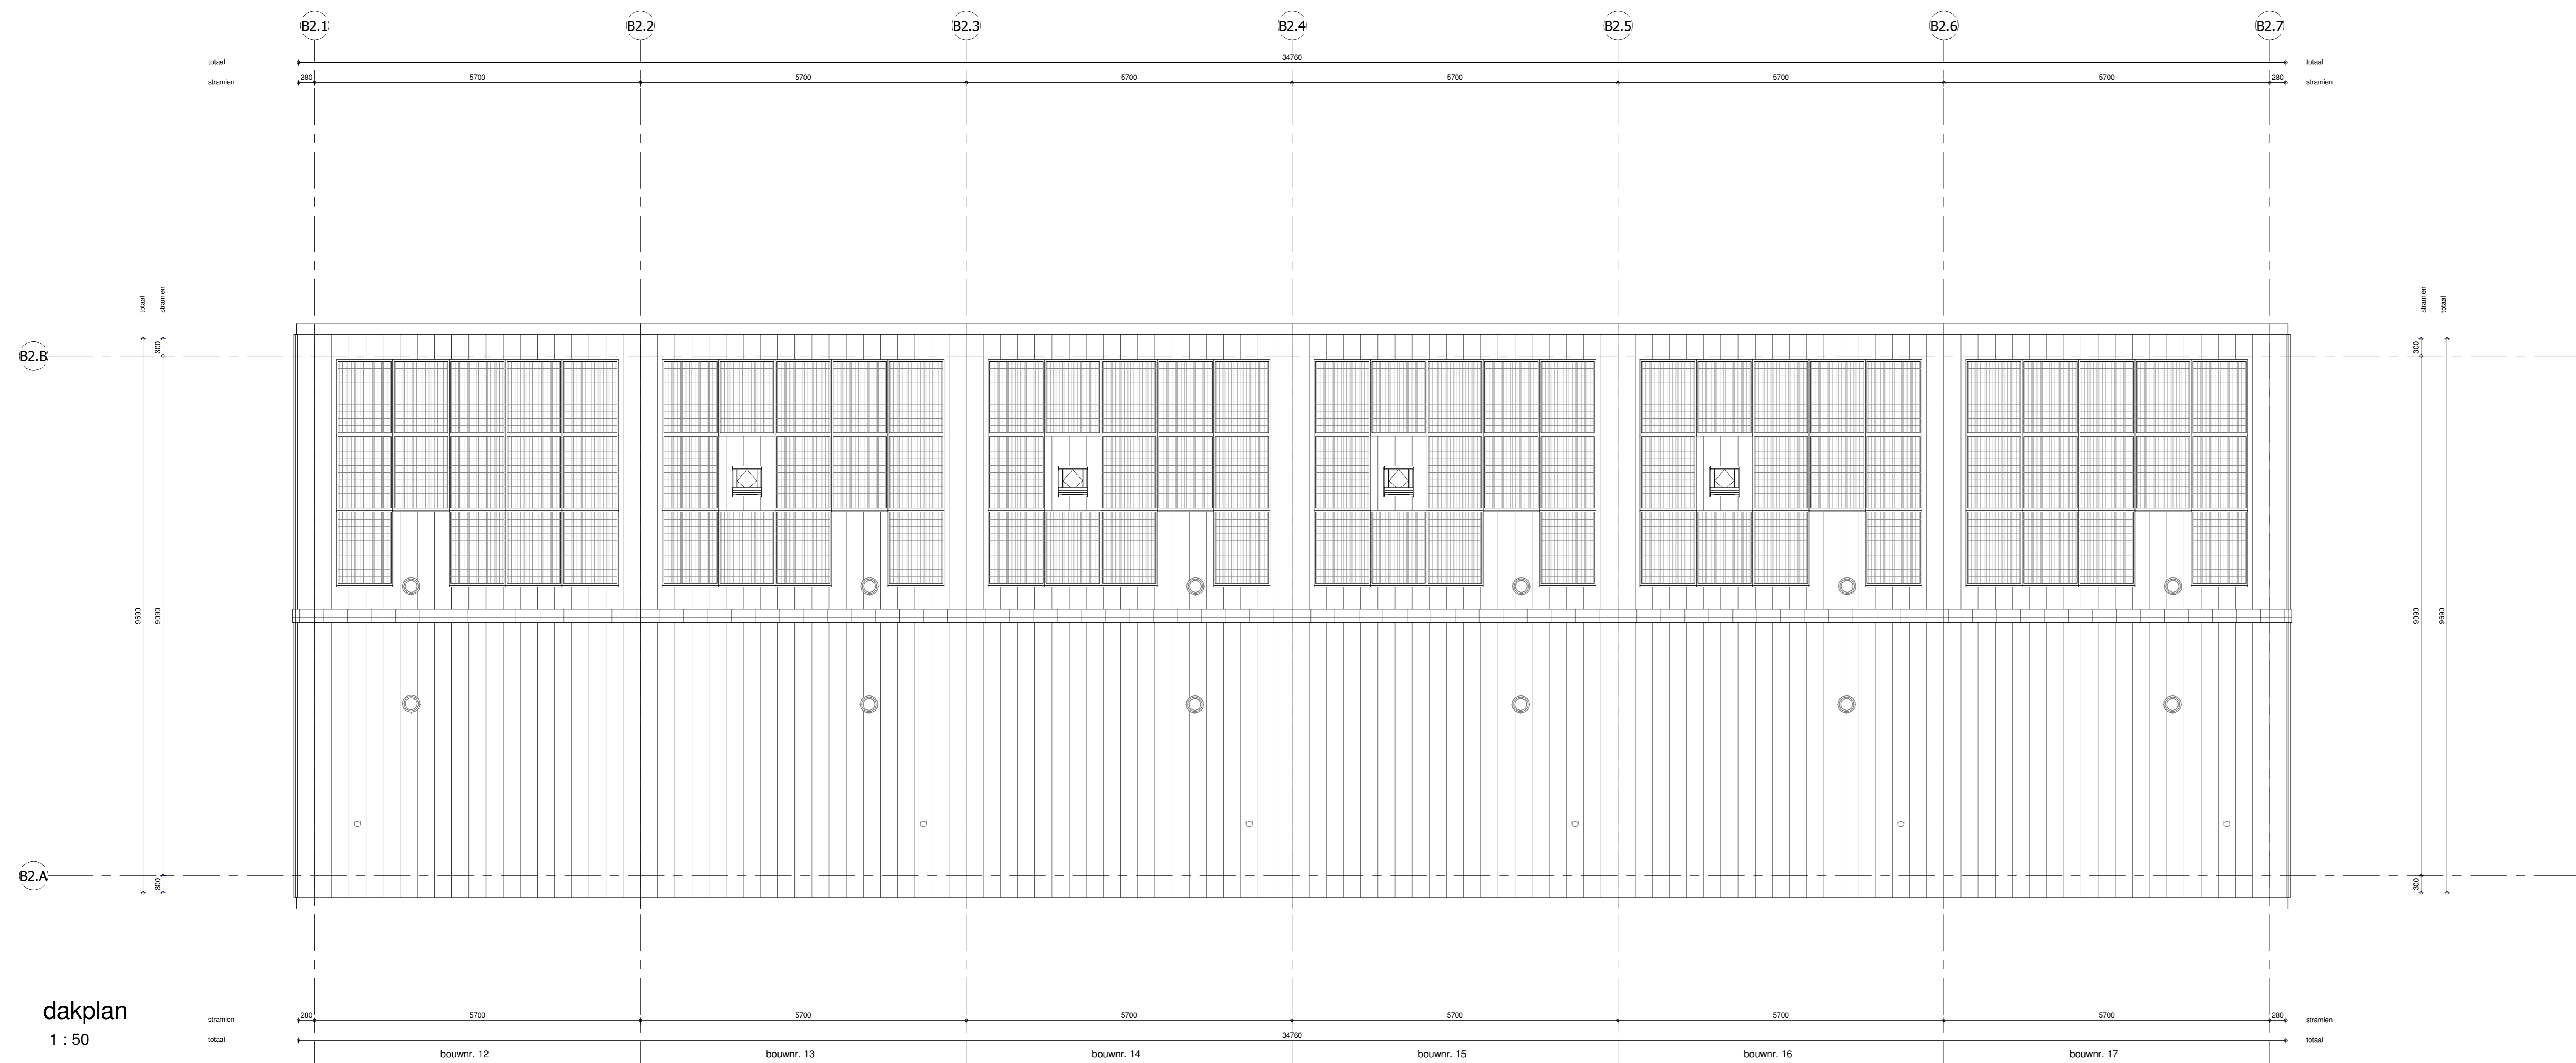 B2.1 B2.2 B2.3 B2.4 B2.5 B2.6 B2.7
totaal 34760 totaal
stramien 280 5700 5700 5700 5700 5700 5700 280 stramien
totaal stramien stramien totaal
B2.B 300 300
9690 9090 9090 9690
B2.A 300 300
dakplan
1 : 50
stramien 280 5700 5700 5700 5700 5700 5700 280 stramien
totaal 34760 totaal
bouwnr. 12 bouwnr. 13 bouwnr. 14 bouwnr. 15 bouwnr. 16 bouwnr. 17